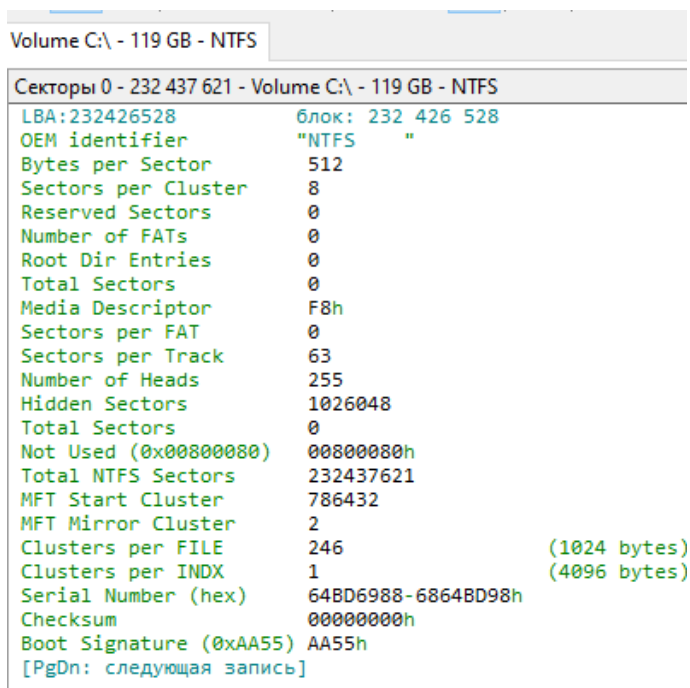 Volume C:\ - 119 GB - NTFS
Секторы 0 - 232 437 621 - Volume C:\ - 119 GB - NTFS
LBA:232426528 блок: 232 426 528
OEM identifier "NTFS    "
Bytes per Sector 512
Sectors per Cluster 8
Reserved Sectors 0
Number of FATs 0
Root Dir Entries 0
Total Sectors 0
Media Descriptor F8h
Sectors per FAT 0
Sectors per Track 63
Number of Heads 255
Hidden Sectors 1026048
Total Sectors 0
Not Used (0x00800080) 00800080h
Total NTFS Sectors 232437621
MFT Start Cluster 786432
MFT Mirror Cluster 2
Clusters per FILE 246 (1024 bytes)
Clusters per INDX 1 (4096 bytes)
Serial Number (hex) 64BD6988-6864BD98h
Checksum 00000000h
Boot Signature (0xAA55) AA55h
[PgDn: следующая запись]